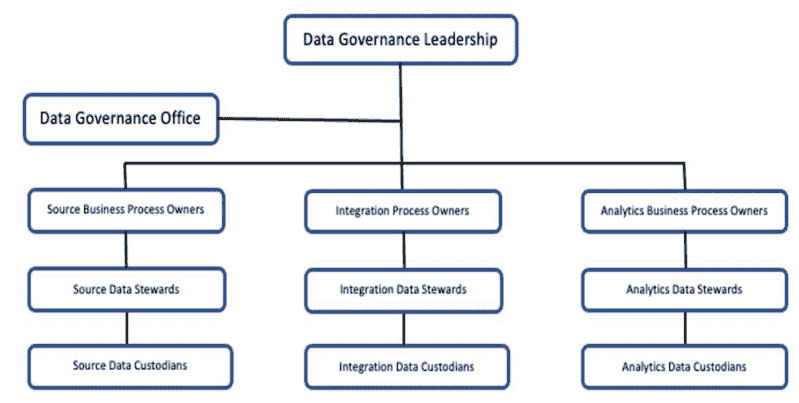 Data Governance Leadership
Data Governance Office
Source Business Process Owners
Integration Process Owners
Analytics Business Process Owners
Source Data Stewards
Integration Data Stewards
Analytics Data Stewards
Source Data Custodians
Integration Data Custodians
Analytics Data Custodians